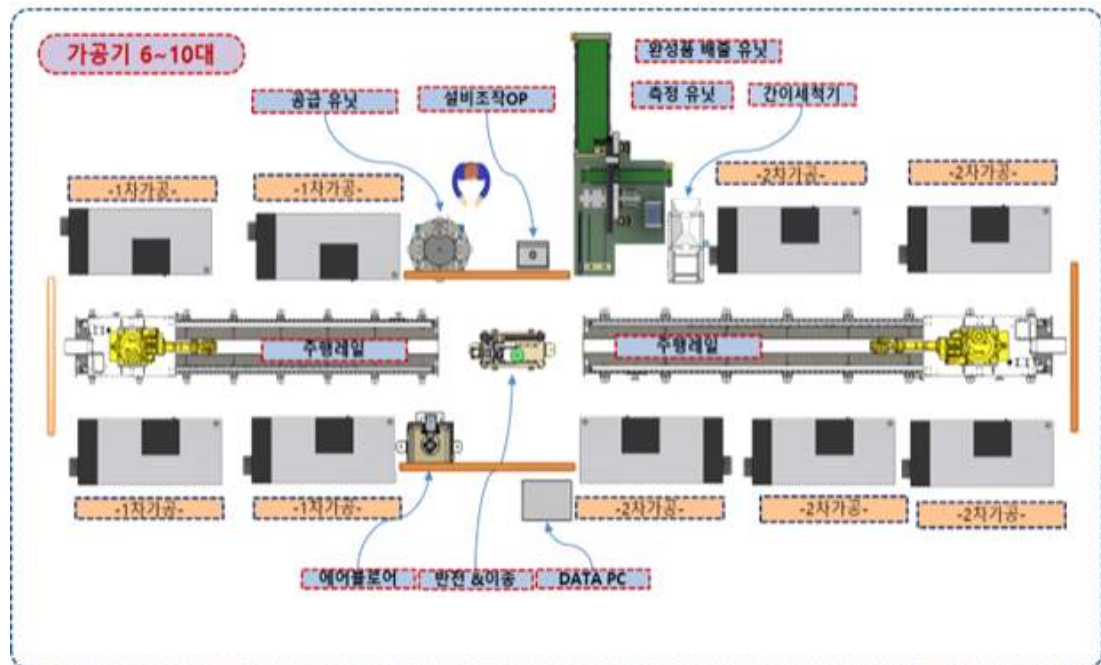 가공기 6~10대
완성품 배출 유닛
공급 유닛
설비조작OP
측정 유닛
간이세척기
-1차가공-
-1차가공-
-2차가공-
-2차가공-
주행레일
주행레일
-1차가공-
-1차가공-
-2차가공-
-2차가공-
-2차가공-
에어블로어
반전 &이송
DATA PC